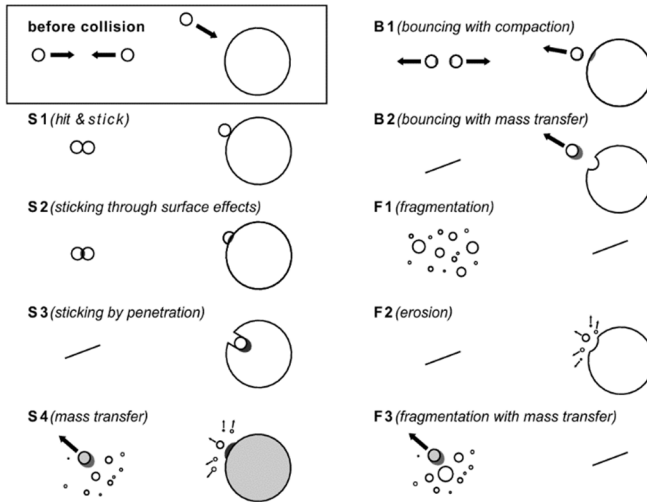 before collision
S1 (hit & stick)
S2 (sticking through surface effects)
S3 (sticking by penetration)
S4 (mass transfer)
B1 (bouncing with compaction)
B2 (bouncing with mass transfer)
F1 (fragmentation)
F2 (erosion)
F3 (fragmentation with mass transfer)